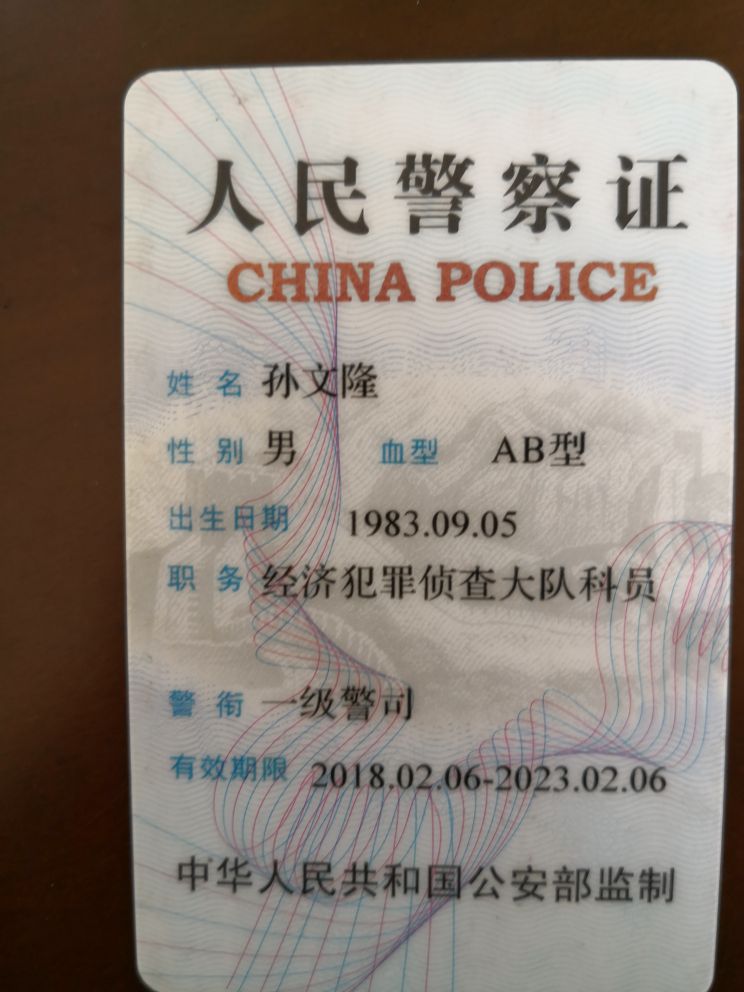 人民警察证
CHINA POLICE
姓名 孙文隆
性别 男 血型 AB型
出生日期 1983.09.05
职务 经济犯罪侦查大队科员
警衔 一级警司
有效期限 2018.02.06-2023.02.06
中华人民共和国公安部监制